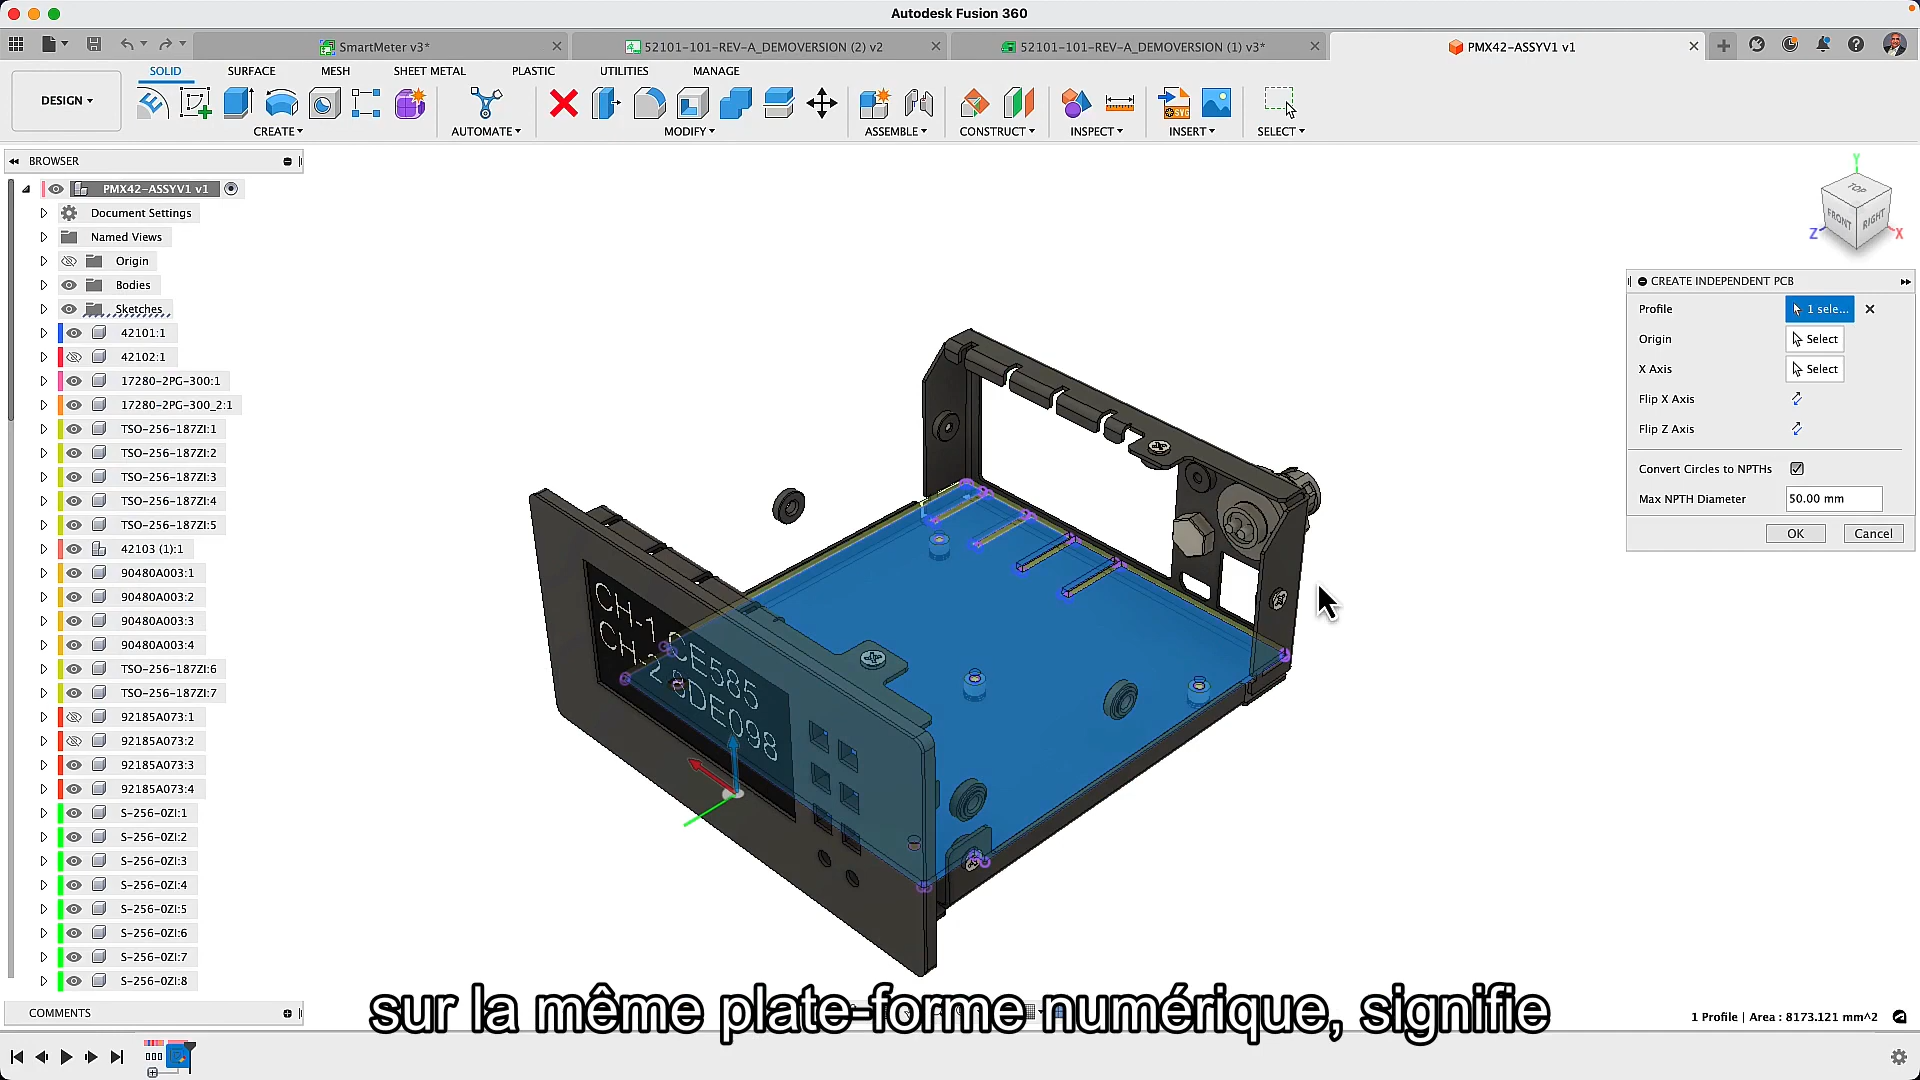 Autodesk Fusion 360
SmartMeter v3*
52101-101-REV-A_DEMOVERSION (2) v2
52101-101-REV-A_DEMOVERSION (1) v3*
PMX42-ASSYV1 v1
SOLID
SURFACE
MESH
SHEET METAL
PLASTIC
UTILITIES
MANAGE
DESIGN
CREATE
AUTOMATE
MODIFY
ASSEMBLE
CONSTRUCT
INSPECT
INSERT
SELECT
BROWSER
PMX42-ASSYV1 v1
Document Settings
Named Views
Origin
Bodies
Sketches
42101:1
42102:1
17280-2PG-300:1
17280-2PG-300_2:1
TSO-256-187ZI:1
TSO-256-187ZI:2
TSO-256-187ZI:3
TSO-256-187ZI:4
TSO-256-187ZI:5
42103 (1):1
90480A003:1
90480A003:2
90480A003:3
90480A003:4
TSO-256-187ZI:6
TSO-256-187ZI:7
92185A073:1
92185A073:2
92185A073:3
92185A073:4
S-256-0ZI:1
S-256-0ZI:2
S-256-0ZI:3
S-256-0ZI:4
S-256-0ZI:5
S-256-0ZI:6
S-256-0ZI:7
S-256-0ZI:8
COMMENTS
Y
TOP
FRONT
RIGHT
Z
X
CREATE INDEPENDENT PCB
Profile
1 sele...
Origin
Select
X Axis
Select
Flip X Axis
Flip Z Axis
Convert Circles to NPTHs
Max NPTH Diameter
50.00 mm
OK
Cancel
sur la même plate-forme numérique, signifie
1 Profile | Area : 8173.121 mm^2